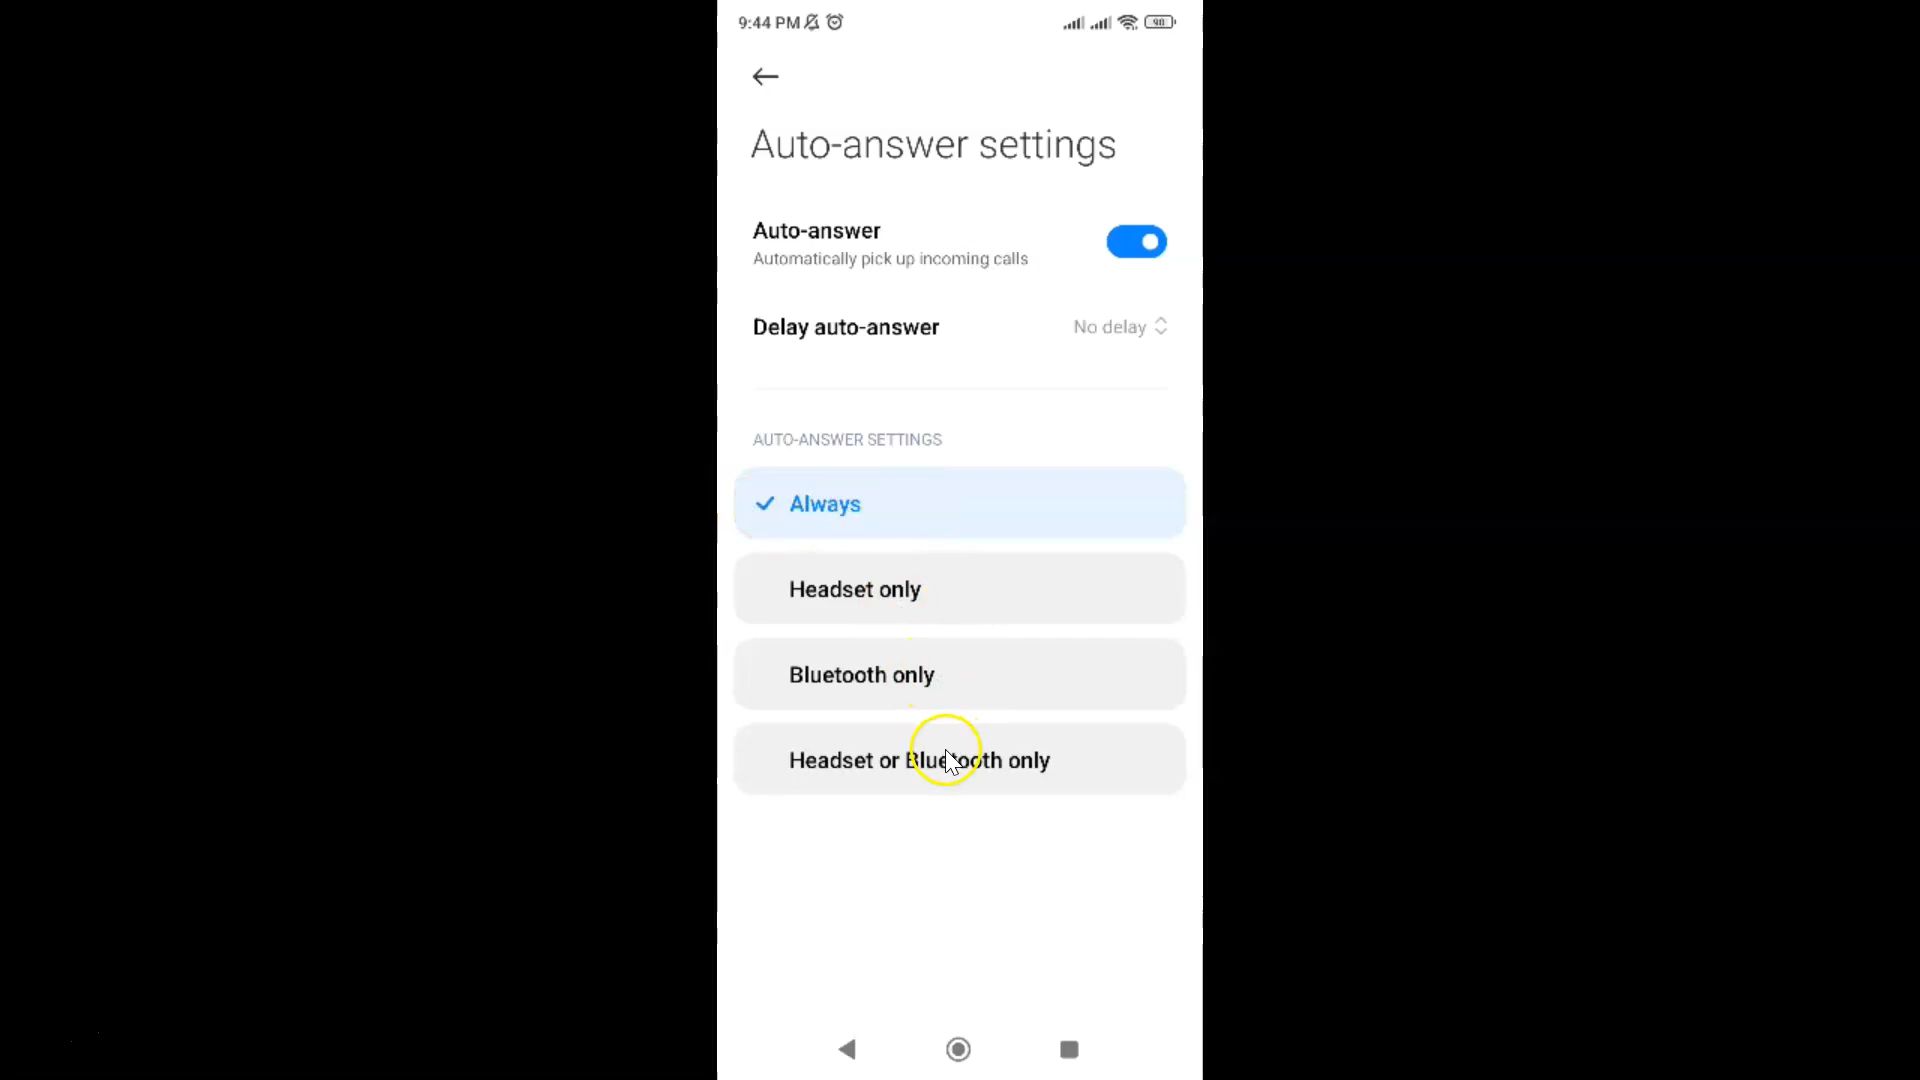 9:44 PM
90
Auto-answer settings
Auto-answer
Automatically pick up incoming calls
Delay auto-answer No delay
AUTO-ANSWER SETTINGS
Always
Headset only
Bluetooth only
Headset or Bluetooth only